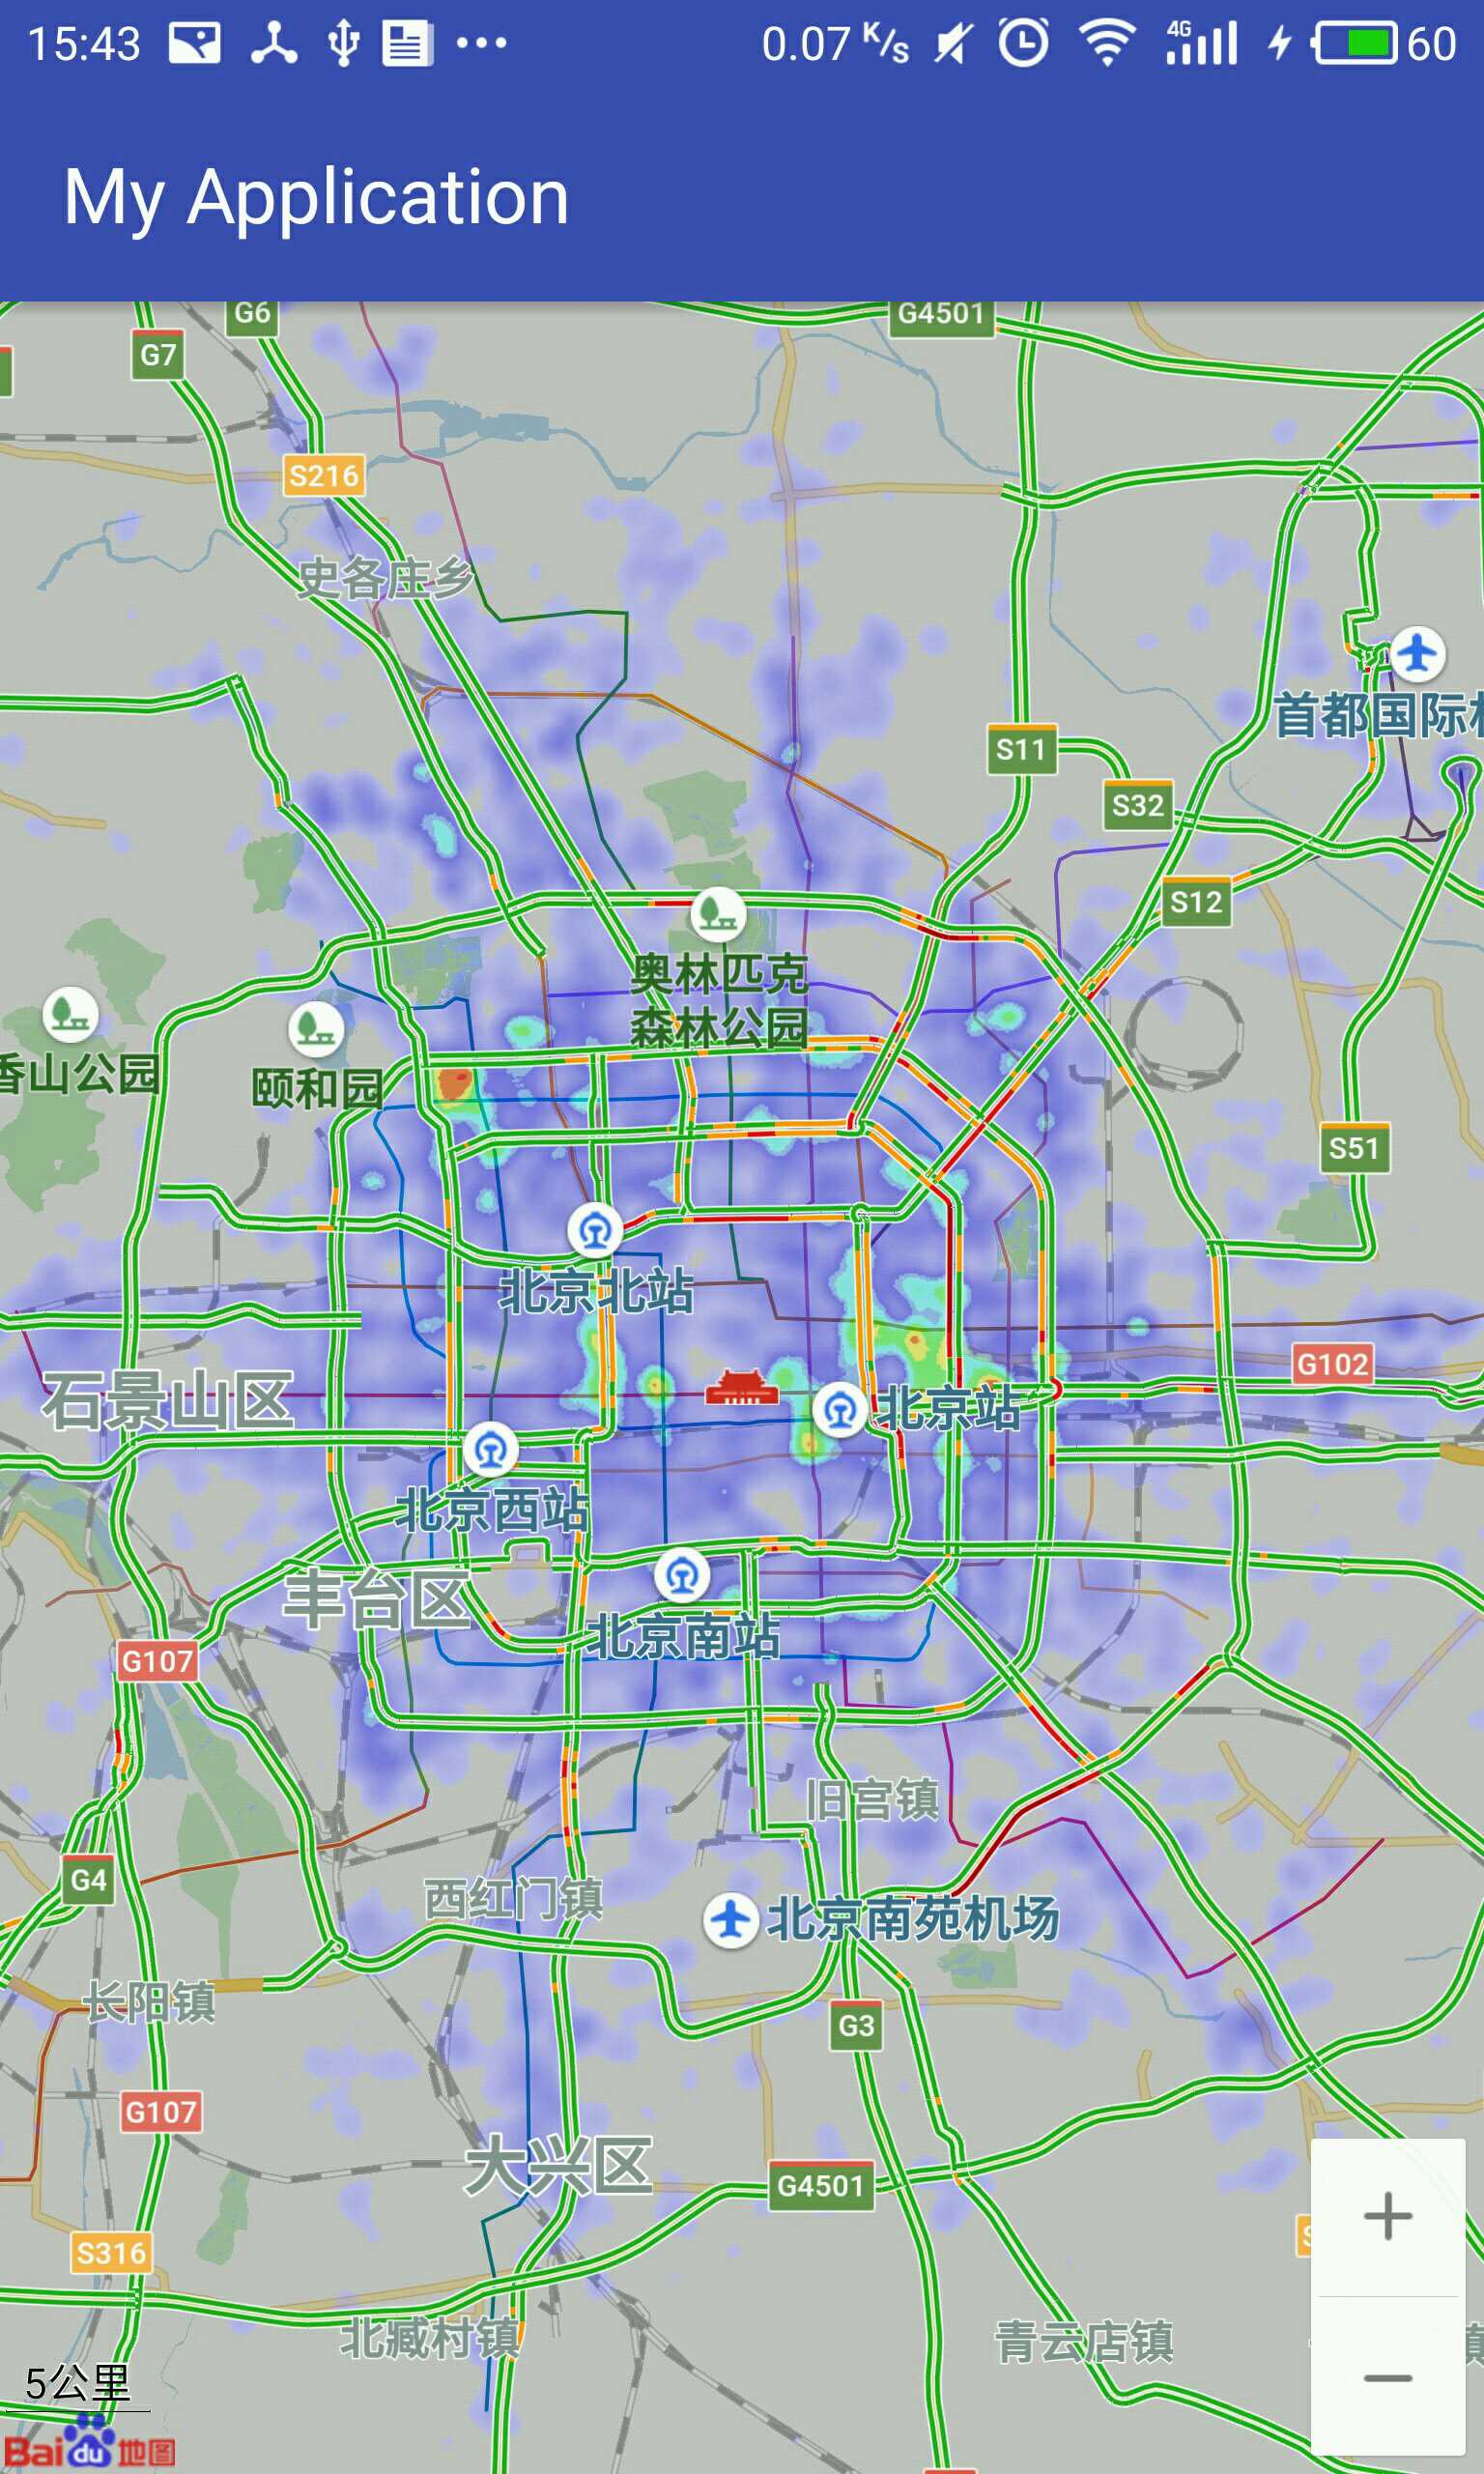 15:43
0.07 K/s
4G
60
My Application
G6
G4501
G7
S216
史各庄乡
首都国际机
S11
S32
S12
奥林匹克
森林公园
香山公园
颐和园
S51
北京北站
G102
石景山区
北京站
北京西站
丰台区
北京南站
G107
旧宫镇
G4
西红门镇
北京南苑机场
长阳镇
G3
G107
大兴区
G4501
S316
北臧村镇
青云店镇
镇
5公里
Bai du 地图